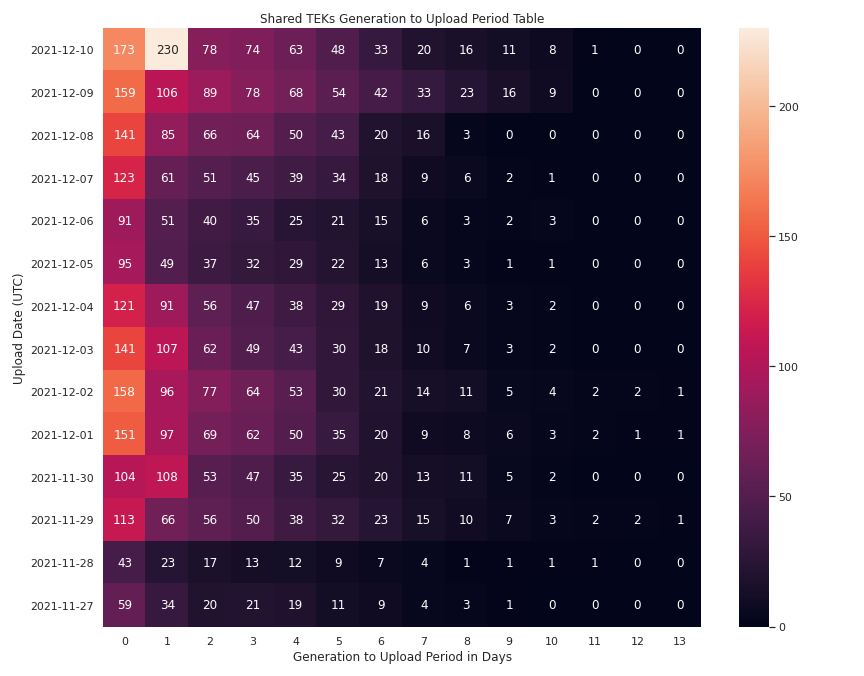 Shared TEKs Generation to Upload Period Table
Upload Date (UTC)
2021-12-10 173 230 78 74 63 48 33 20 16 11 8 1 0 0
2021-12-09 159 106 89 78 68 54 42 33 23 16 9 0 0 0
2021-12-08 141 85 66 64 50 43 20 16 3 0 0 0 0 0
2021-12-07 123 61 51 45 39 34 18 9 6 2 1 0 0 0
2021-12-06 91 51 40 35 25 21 15 6 3 2 3 0 0 0
2021-12-05 95 49 37 32 29 22 13 6 3 1 1 0 0 0
2021-12-04 121 91 56 47 38 29 19 9 6 3 2 0 0 0
2021-12-03 141 107 62 49 43 30 18 10 7 3 2 0 0 0
2021-12-02 158 96 77 64 53 30 21 14 11 5 4 2 2 1
2021-12-01 151 97 69 62 50 35 20 9 8 6 3 2 1 1
2021-11-30 104 108 53 47 35 25 20 13 11 5 2 0 0 0
2021-11-29 113 66 56 50 38 32 23 15 10 7 3 2 2 1
2021-11-28 43 23 17 13 12 9 7 4 1 1 1 1 0 0
2021-11-27 59 34 20 21 19 11 9 4 3 1 0 0 0 0
0 1 2 3 4 5 6 7 8 9 10 11 12 13
Generation to Upload Period in Days
200
150
100
50
0